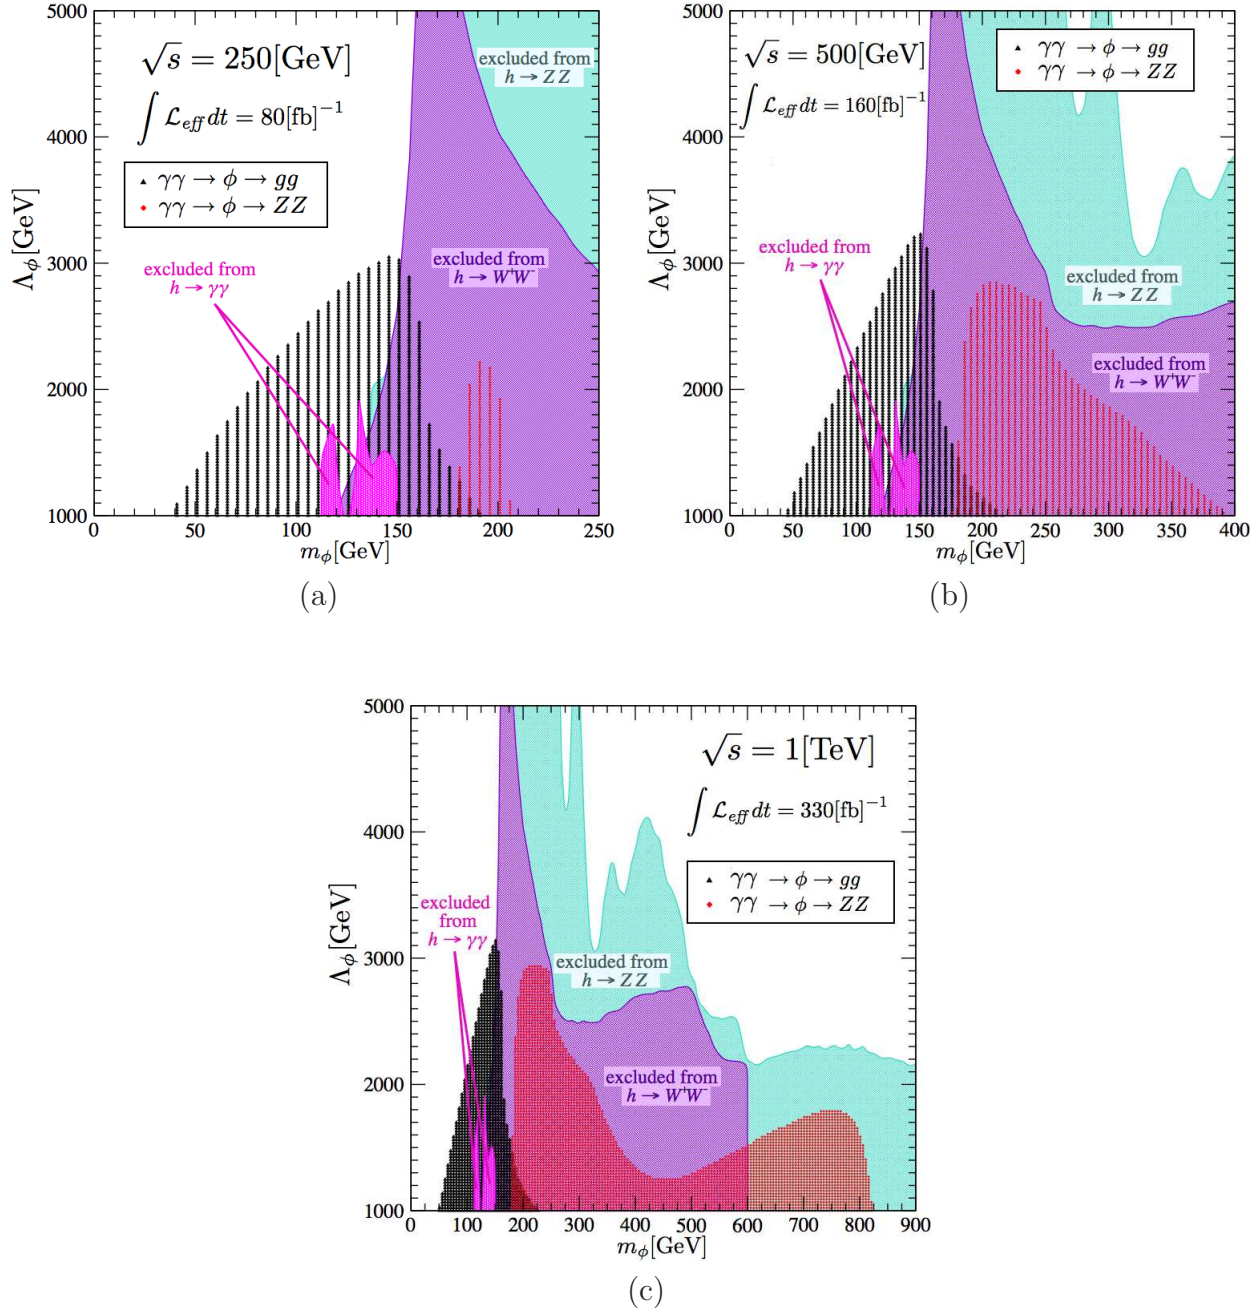 √s = 250[GeV]
∫ ℒ_eff dt = 80[fb]⁻¹
γγ → ϕ → gg
γγ → ϕ → ZZ
excluded from
h → ZZ
excluded from
h → γγ
excluded from
h → W⁺W⁻
5000
4000
3000
2000
1000
Λ_ϕ[GeV]
0 50 100 150 200 250
m_ϕ[GeV]
(a)
√s = 500[GeV]
∫ ℒ_eff dt = 160[fb]⁻¹
γγ → ϕ → gg
γγ → ϕ → ZZ
excluded from
h → γγ
excluded from
h → ZZ
excluded from
h → W⁺W⁻
5000
4000
3000
2000
1000
Λ_ϕ[GeV]
0 50 100 150 200 250 300 350 400
m_ϕ[GeV]
(b)
√s = 1[TeV]
∫ ℒ_eff dt = 330[fb]⁻¹
γγ → ϕ → gg
γγ → ϕ → ZZ
excluded
from
h → γγ
excluded from
h → ZZ
excluded from
h → W⁺W⁻
5000
4000
3000
2000
1000
Λ_ϕ[GeV]
0 100 200 300 400 500 600 700 800 900
m_ϕ[GeV]
(c)